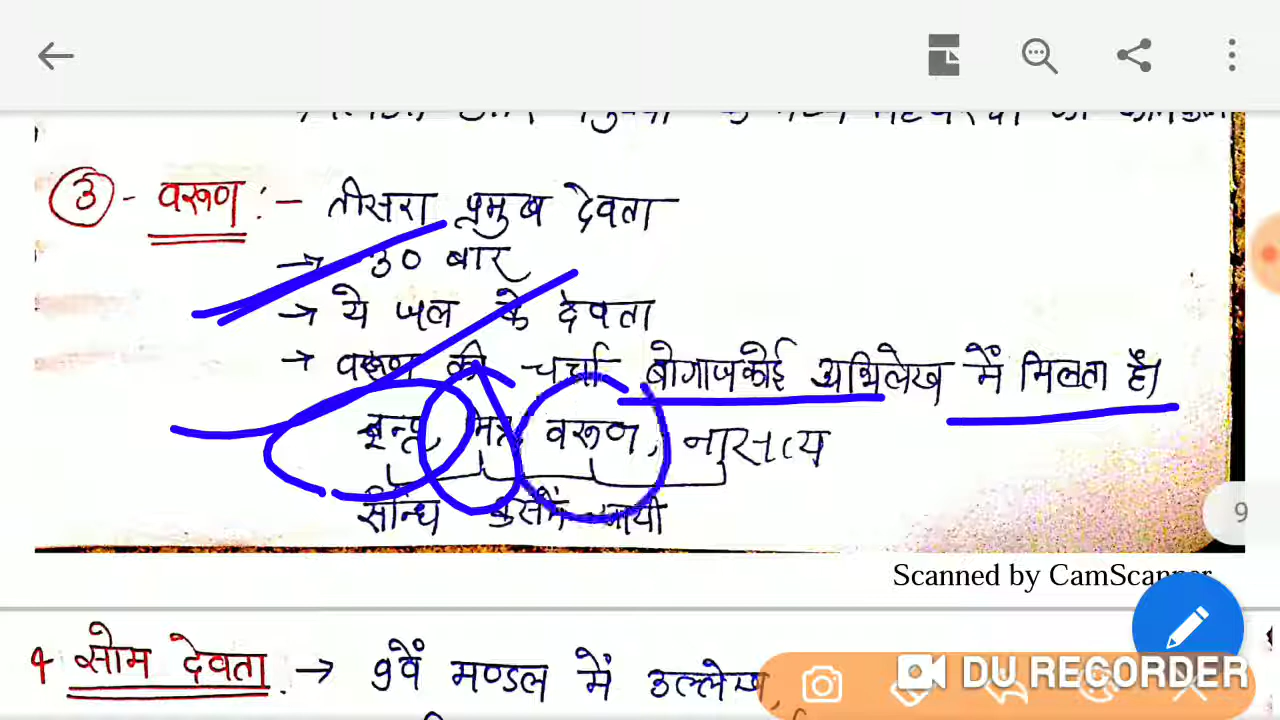 ③ - वरूण :- तीसरा प्रमुख देवता
→ 30 बार
→ ये जल के देवता
→ वरूण की चर्चा बोगाजकोई अभिलेख में मिलता है।
इन्द्र, मित्र वरूण, नासत्य
सन्धि
9
Scanned by CamScanner
4 सोम देवता → 9वें मण्डल में उल्लेख,
DU RECORDER